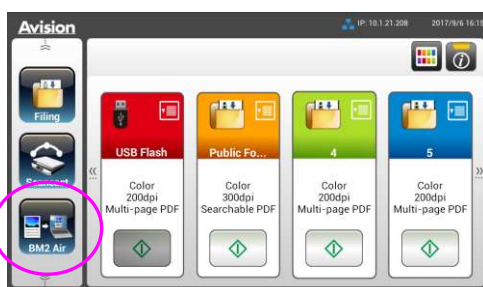 Avision
IP: 10.1.21.208 2017/9/6 16:15
Filing
BM2 Air
USB Flash
Color
200dpi
Multi-page PDF
Public Fo...
Color
300dpi
Searchable PDF
4
Color
200dpi
Multi-page PDF
5
Color
200dpi
Multi-page PDF